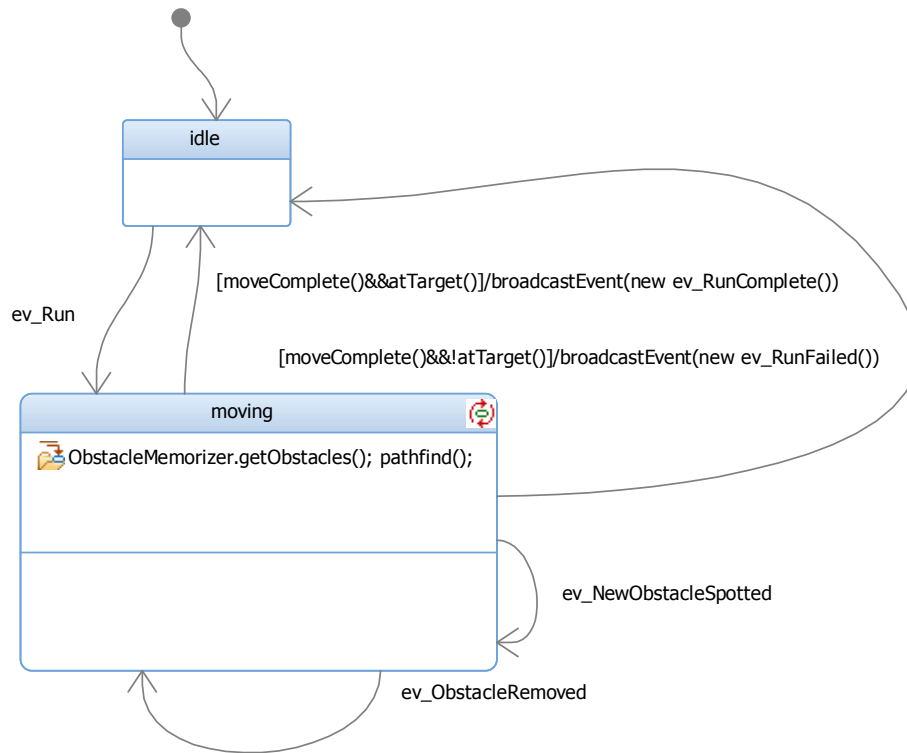 idle
[moveComplete()&&atTarget()]/broadcastEvent(new ev_RunComplete())
ev_Run
[moveComplete()&&!atTarget()]/broadcastEvent(new ev_RunFailed())
moving
ObstacleMemorizer.getObstacles(); pathfind();
ev_NewObstacleSpotted
ev_ObstacleRemoved